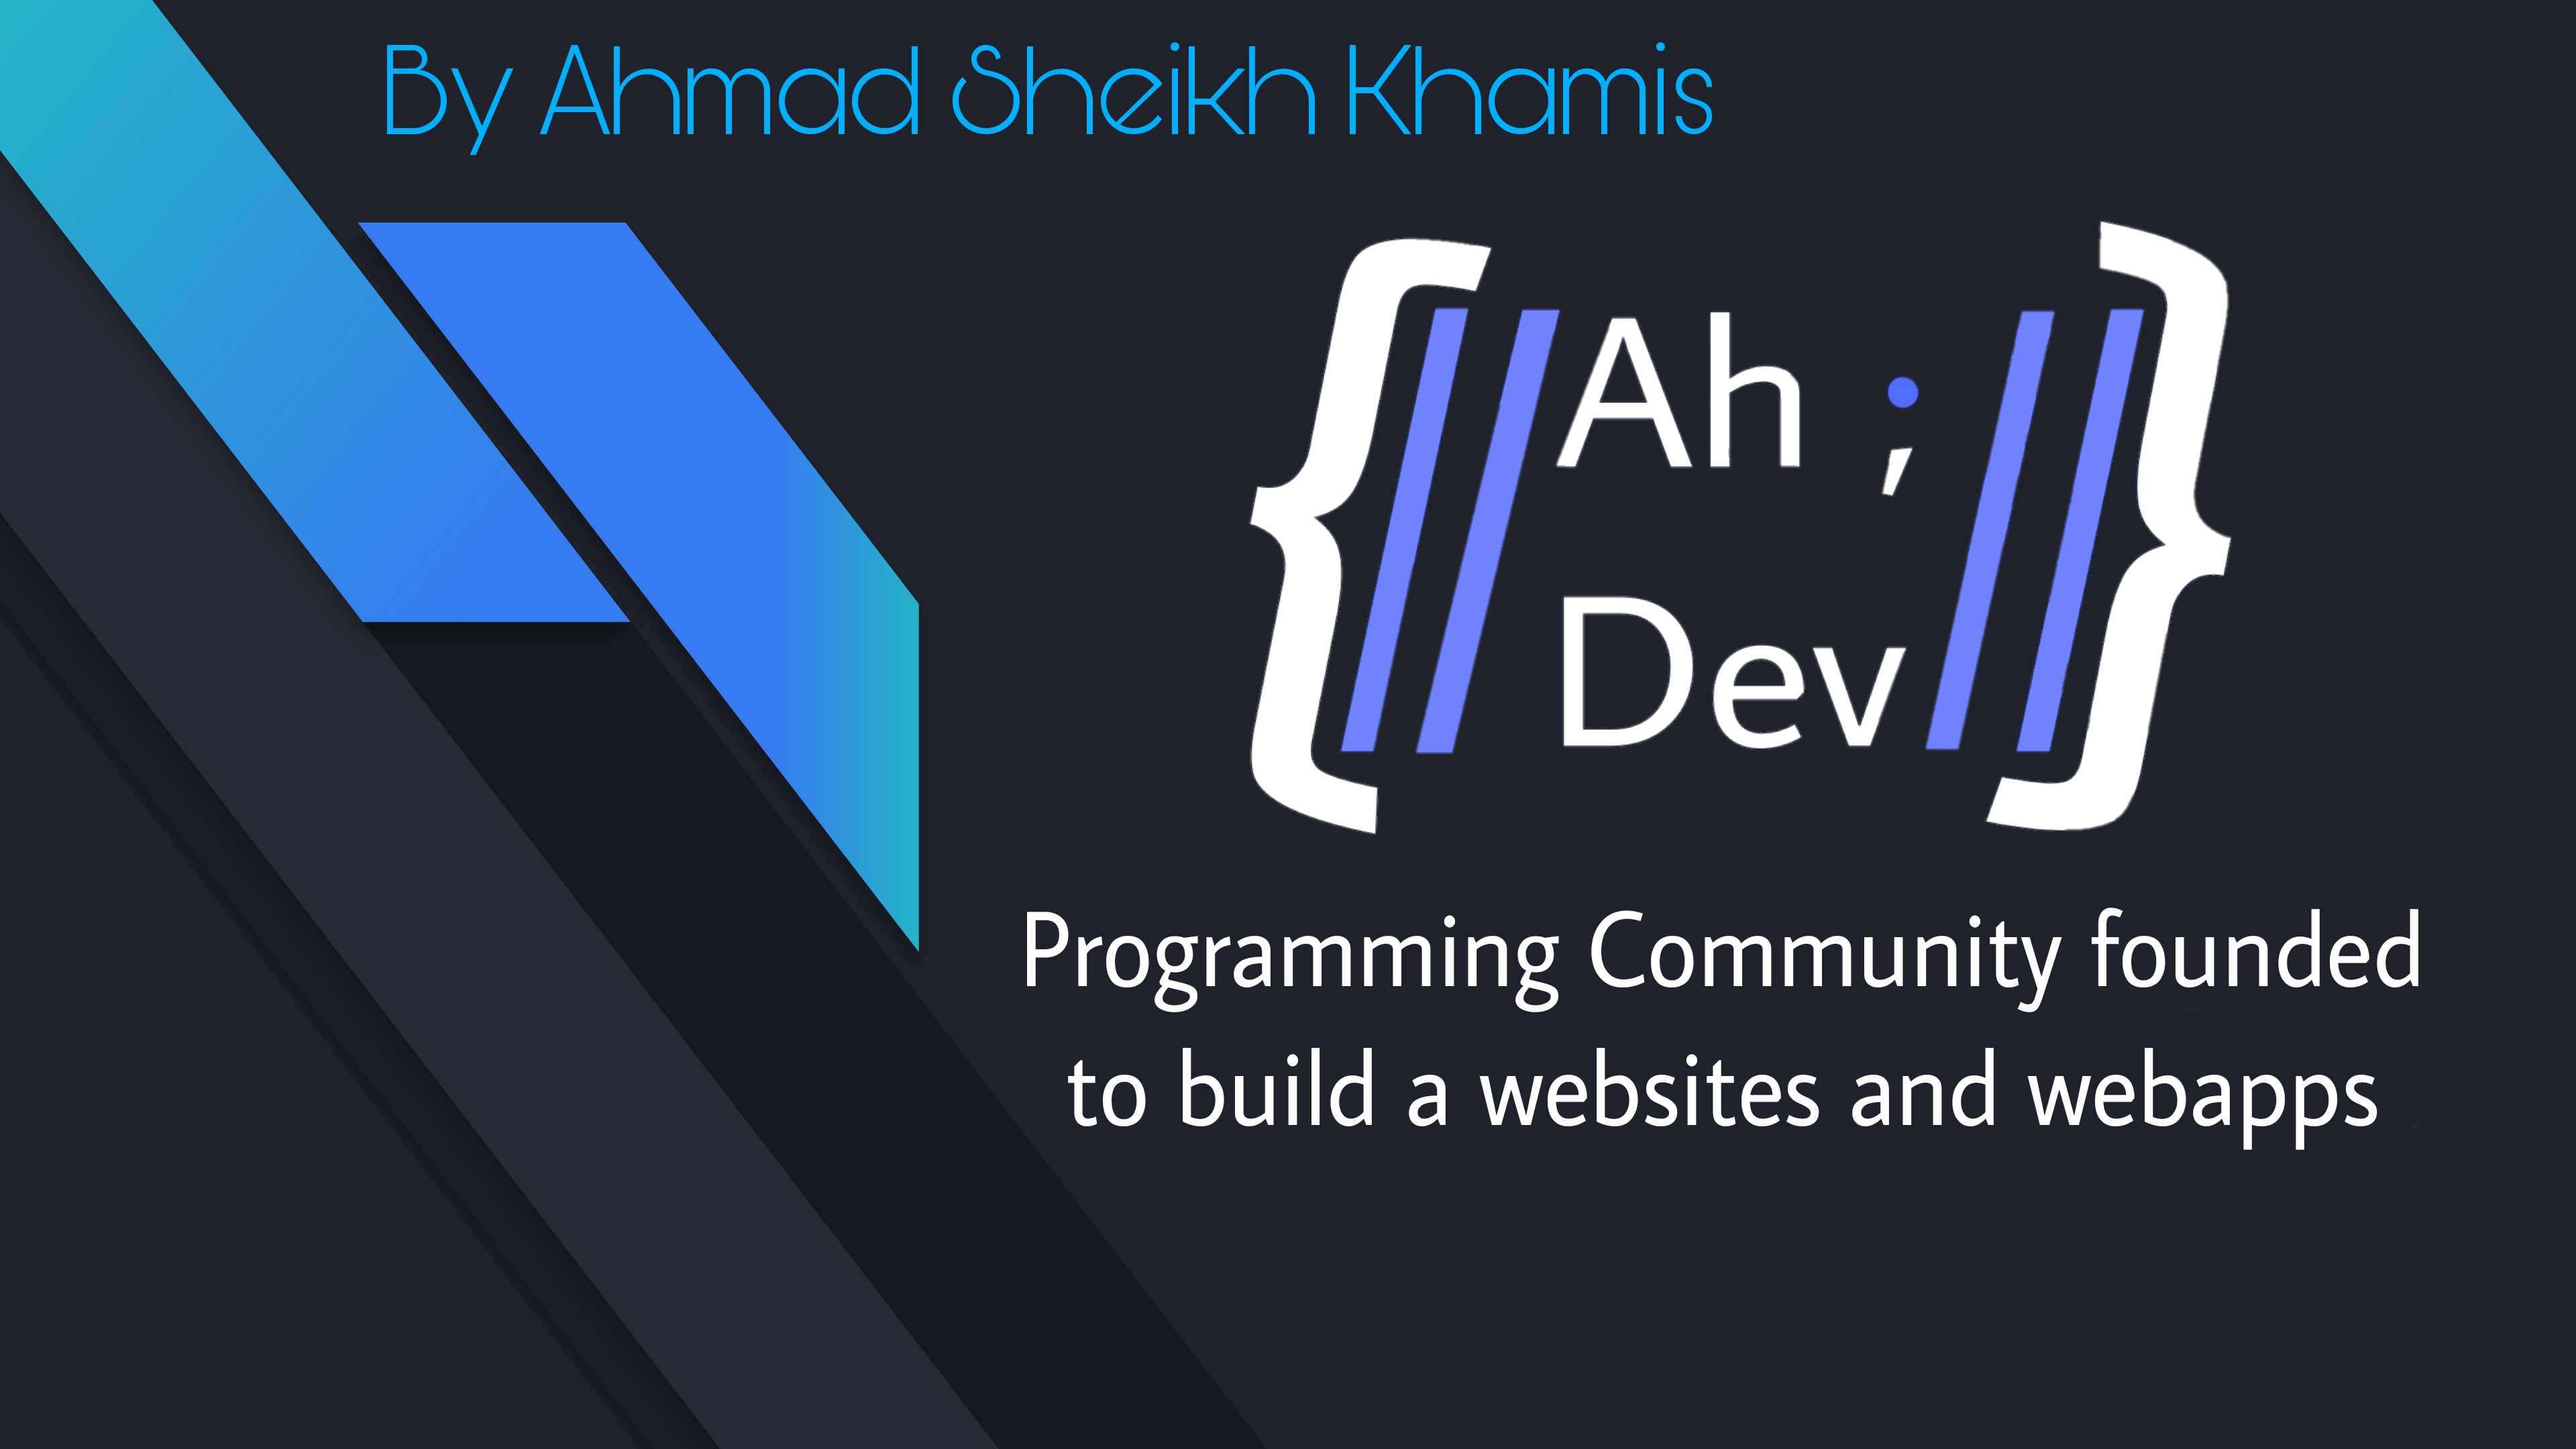 By Ahmad Sheikh Khamis
{ // Ah ; // }
Dev
Programming Community founded
to build a websites and webapps